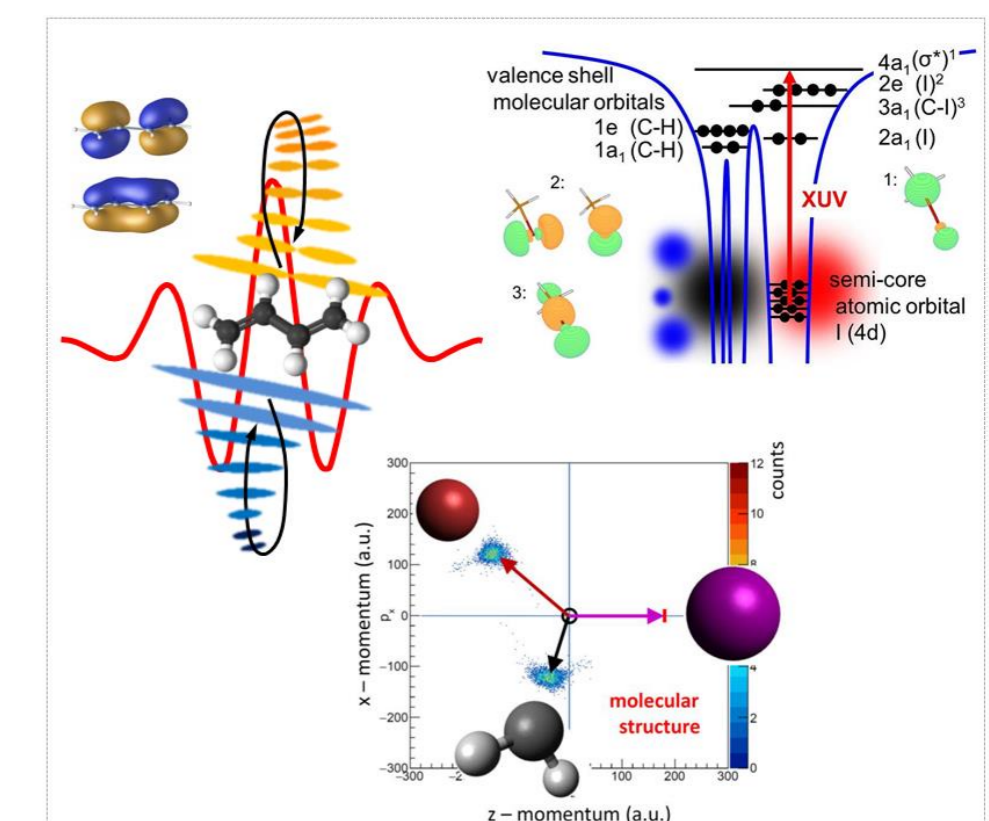 valence shell
molecular orbitals
1e (C-H)
1a₁ (C-H)
4a₁(σ*)¹
2e (I)²
3a₁(C-I)³
2a₁(I)
1:
2:
3:
XUV
semi-core
atomic orbital
I (4d)
300
200
100
0
−100
−200
−300
x – momentum (a.u.)
pₓ
molecular
structure
12
10
8
4
2
0
counts
−300
−2
100
200
300
z – momentum (a.u.)